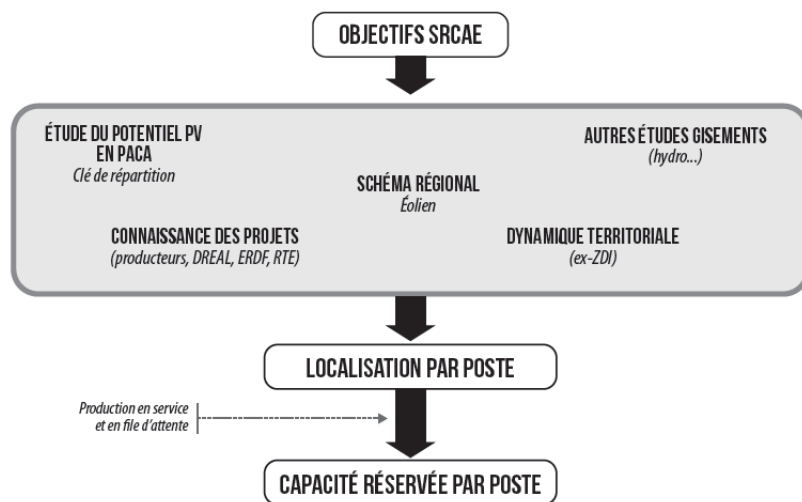 OBJECTIFS SRCAE
ÉTUDE DU POTENTIEL PV
EN PACA
Clé de répartition
AUTRES ÉTUDES GISEMENTS
(hydro...)
SCHÉMA RÉGIONAL
Éolien
CONNAISSANCE DES PROJETS
(producteurs, DREAL, ERDF, RTE)
DYNAMIQUE TERRITORIALE
(ex-ZDI)
LOCALISATION PAR POSTE
Production en service
et en file d'attente
CAPACITÉ RÉSERVÉE PAR POSTE